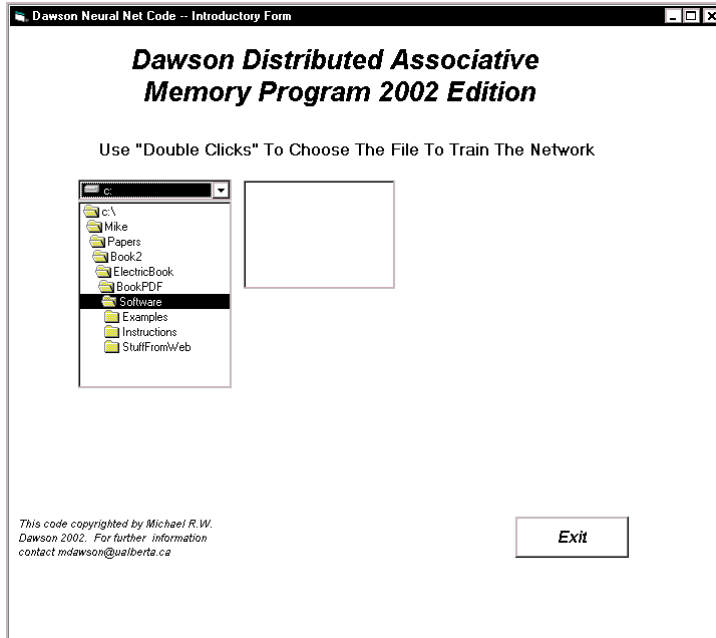 Dawson Neural Net Code -- Introductory Form
Dawson Distributed Associative
Memory Program 2002 Edition
Use "Double Clicks" To Choose The File To Train The Network
c:
c:\
Mike
Papers
Book2
ElectricBook
BookPDF
Software
Examples
Instructions
StuffFromWeb
This code copyrighted by Michael R.W.
Dawson 2002. For further information
contact mdawson@ualberta.ca
Exit